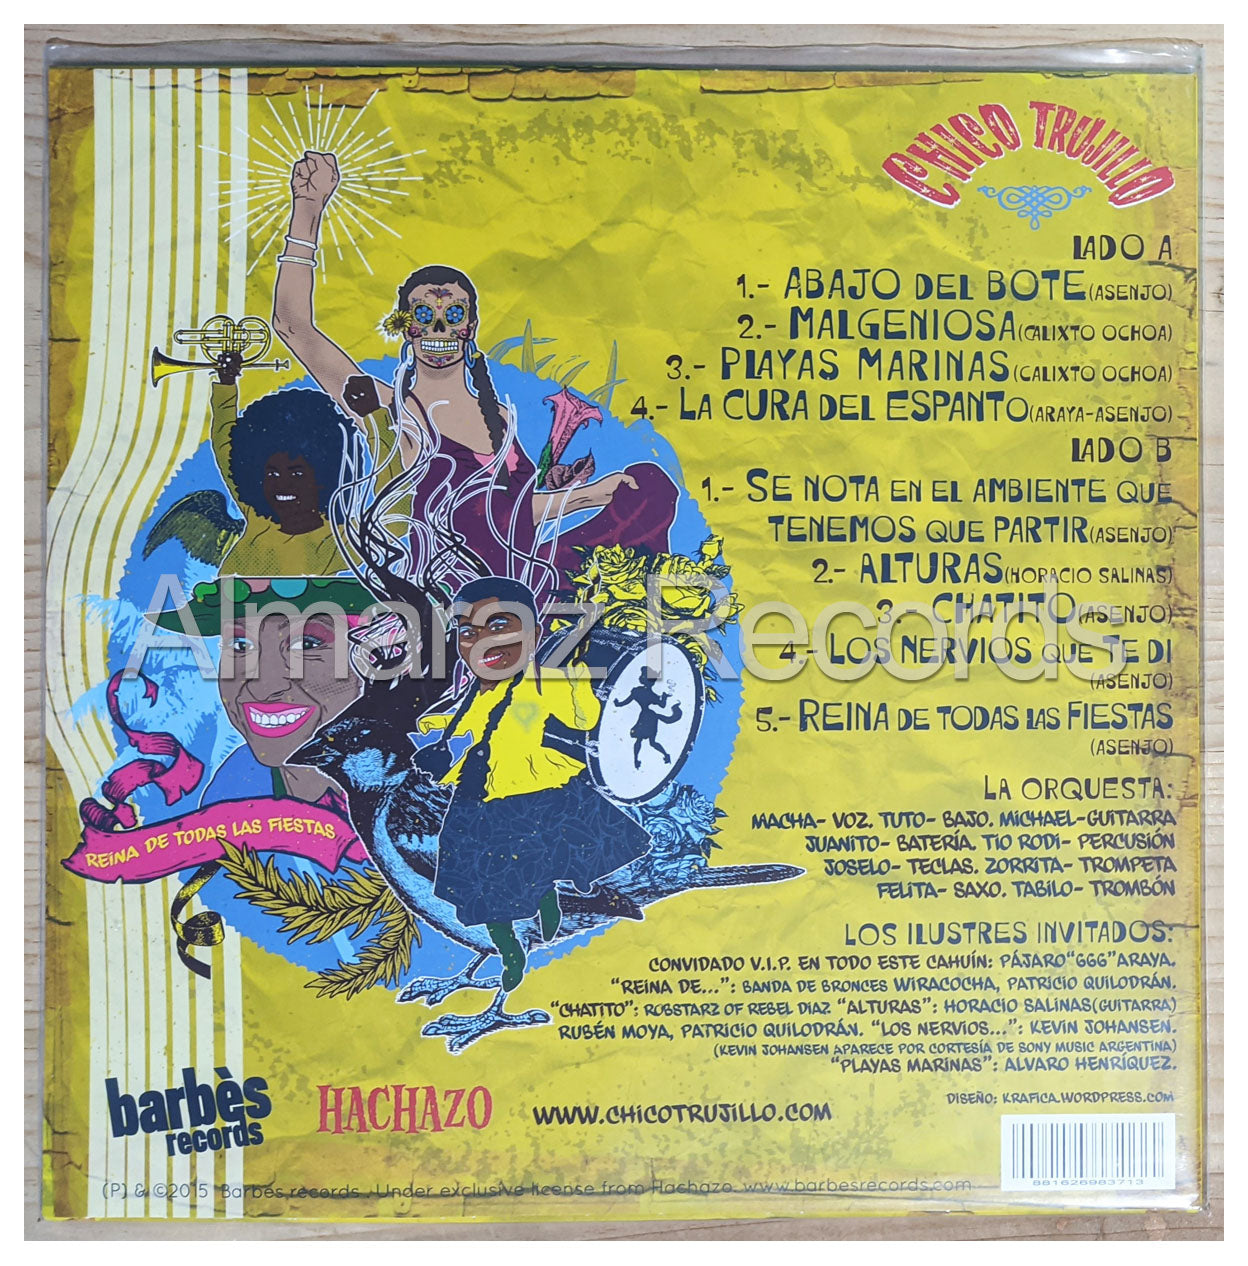 CHICO TRUJILLO
LADO A
1.- ABAJO DEL BOTE (ASENJO)
2.- MALGENIOSA (CALIXTO OCHOA)
3.- PLAYAS MARINAS (CALIXTO OCHOA)
4.- LA CURA DEL ESPANTO (ARAYA-ASENJO)
LADO B
1.- SE NOTA EN EL AMBIENTE QUE
TENEMOS QUE PARTIR (ASENJO)
2.- ALTURAS (HORACIO SALINAS)
3.- CHATITO (ASENJO)
Almaraz Records
4.- LOS NERVIOS QUE TE DI
(ASENJO)
5.- REINA DE TODAS LAS FIESTAS
(ASENJO)
REINA DE TODAS LAS FIESTAS
LA ORQUESTA:
MACHA- VOZ. TUTO- BAJO. MICHAEL-GUITARRA
JUANITO- BATERÍA. TIO RODI- PERCUSIÓN
JOSELO- TECLAS. ZORRITA- TROMPETA
FELITA- SAXO. TABILO- TROMBÓN
LOS ILUSTRES INVITADOS:
CONVIDADO V.I.P. EN TODO ESTE CAHUÍN: PÁJARO"666"ARAYA.
"REINA DE...": BANDA DE BRONCES WIRACOCHA, PATRICIO QUILODRÁN.
"CHATITO": RODSTARZ OF REBEL DIAZ "ALTURAS": HORACIO SALINAS(GUITARRA)
RUBÉN MOYA, PATRICIO QUILODRÁN. "LOS NERVIOS...": KEVIN JOHANSEN.
(KEVIN JOHANSEN APARECE POR CORTESÍA DE SONY MUSIC ARGENTINA)
"PLAYAS MARINAS": ALVARO HENRÍQUEZ.
DISEÑO: KRAFICA.WORDPRESS.COM
barbès
records
HACHAZO
WWW.CHICOTRUJILLO.COM
881626983713
(P) & ©2015 Barbès records. Under exclusive license from Hachazo www.barbesrecords.com